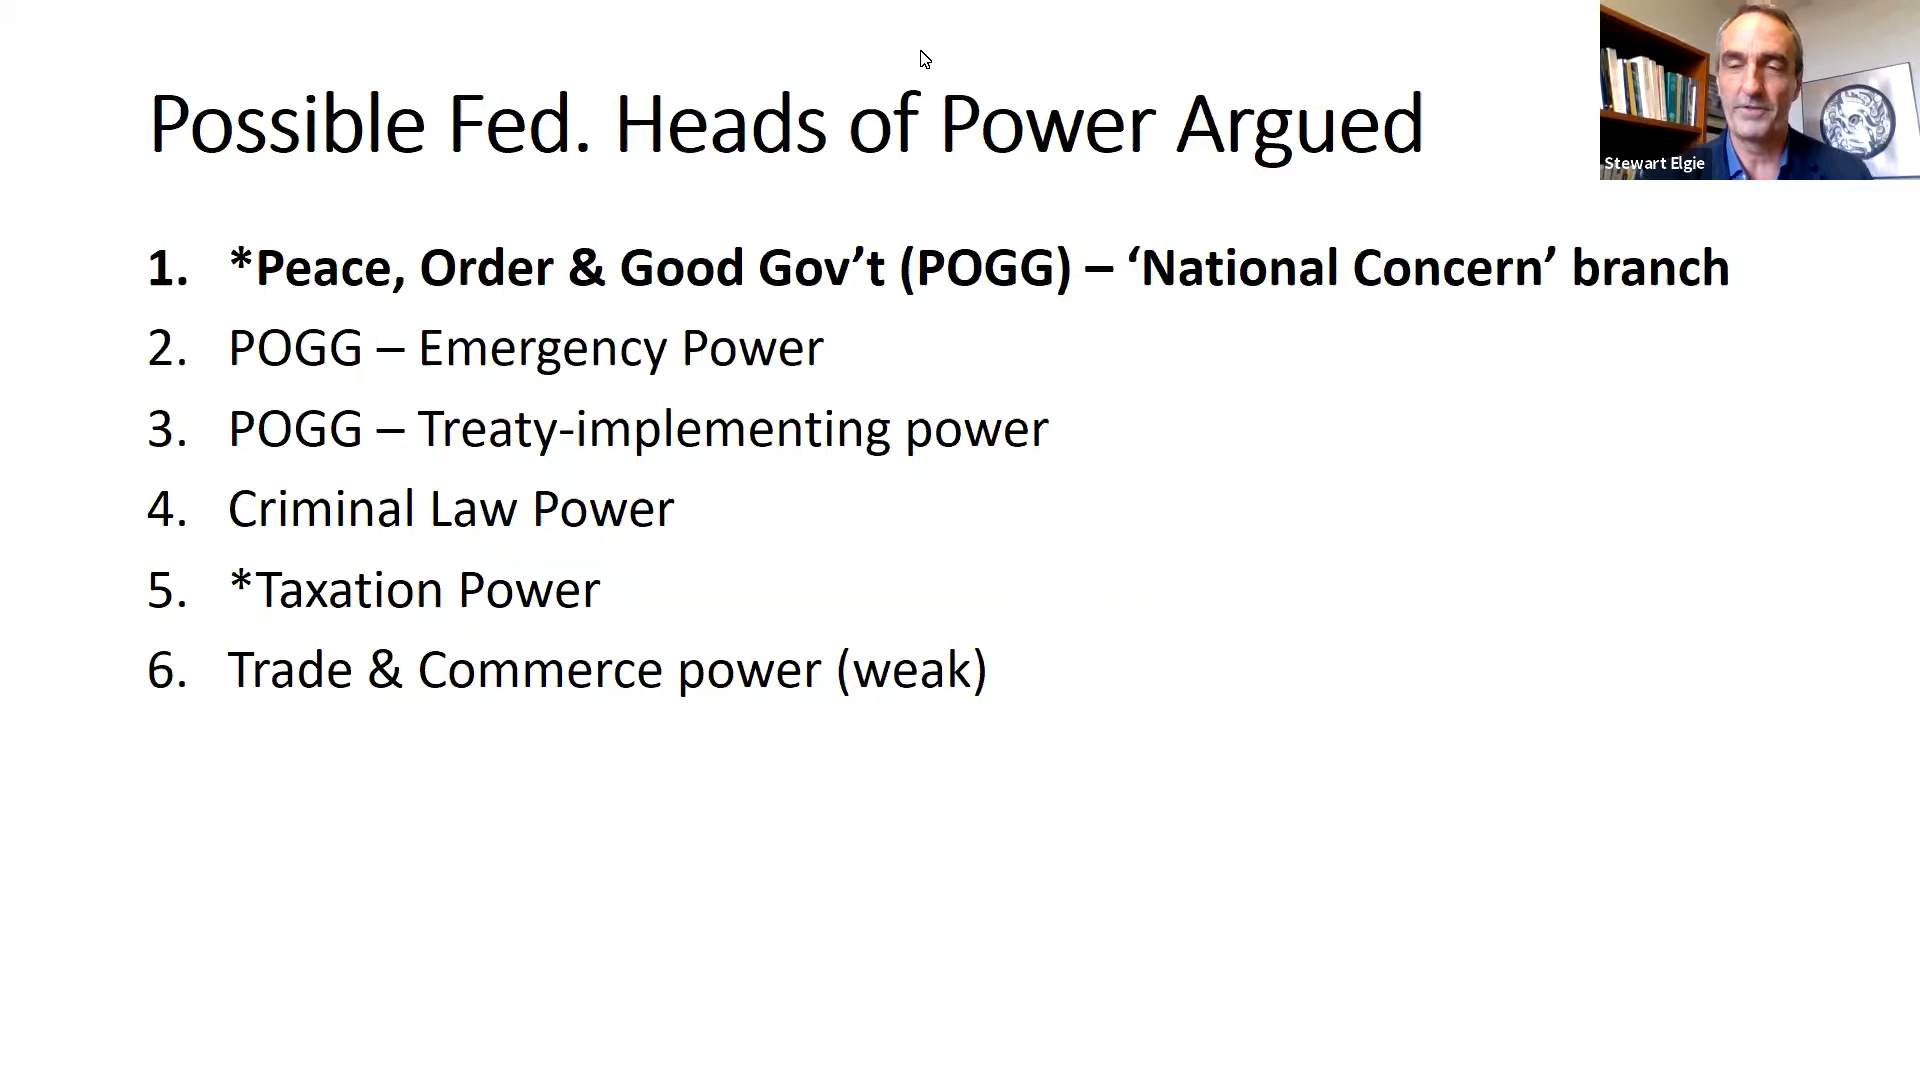 Possible Fed. Heads of Power Argued
Stewart Elgie
1. *Peace, Order & Good Gov’t (POGG) – ‘National Concern’ branch
2. POGG – Emergency Power
3. POGG – Treaty-implementing power
4. Criminal Law Power
5. *Taxation Power
6. Trade & Commerce power (weak)